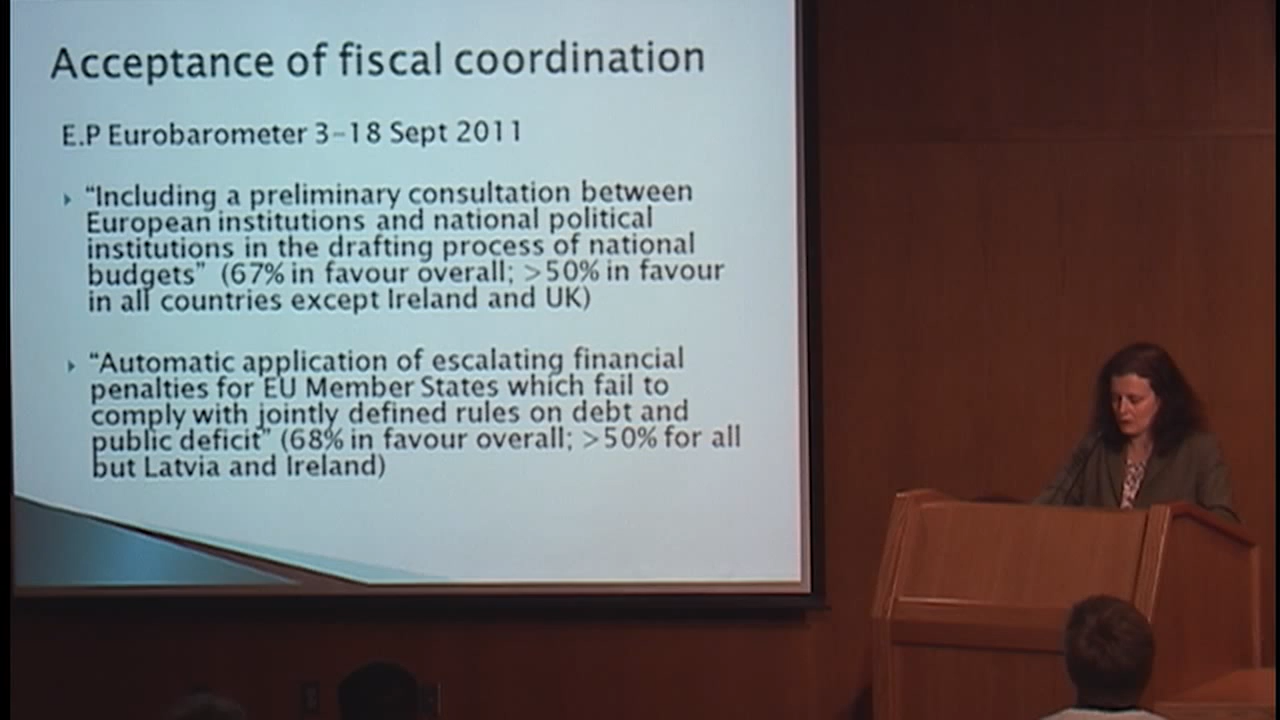 Acceptance of fiscal coordination
E.P Eurobarometer 3-18 Sept 2011
“Including a preliminary consultation between
European institutions and national political
institutions in the drafting process of national
budgets” (67% in favour overall; >50% in favour
in all countries except Ireland and UK)
“Automatic application of escalating financial
penalties for EU Member States which fail to
comply with jointly defined rules on debt and
public deficit” (68% in favour overall; >50% for all
but Latvia and Ireland)